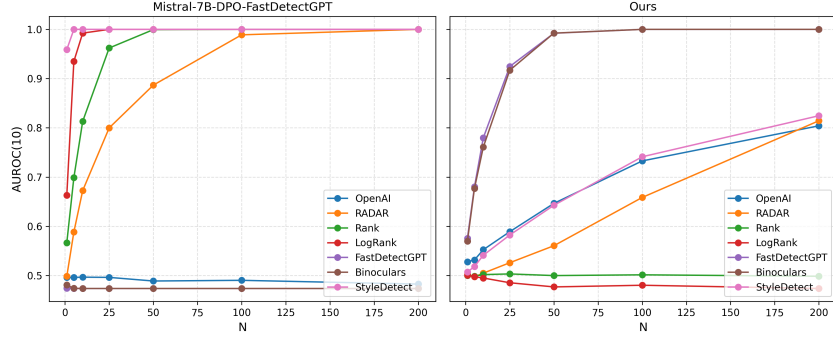 Mistral-7B-DPO-FastDetectGPT
Ours
AUROC(10)
1.0
0.9
0.8
0.7
0.6
0.5
OpenAI
RADAR
Rank
LogRank
FastDetectGPT
Binoculars
StyleDetect
0 25 50 75 100 125 150 175 200
N
OpenAI
RADAR
Rank
LogRank
FastDetectGPT
Binoculars
StyleDetect
0 25 50 75 100 125 150 175 200
N